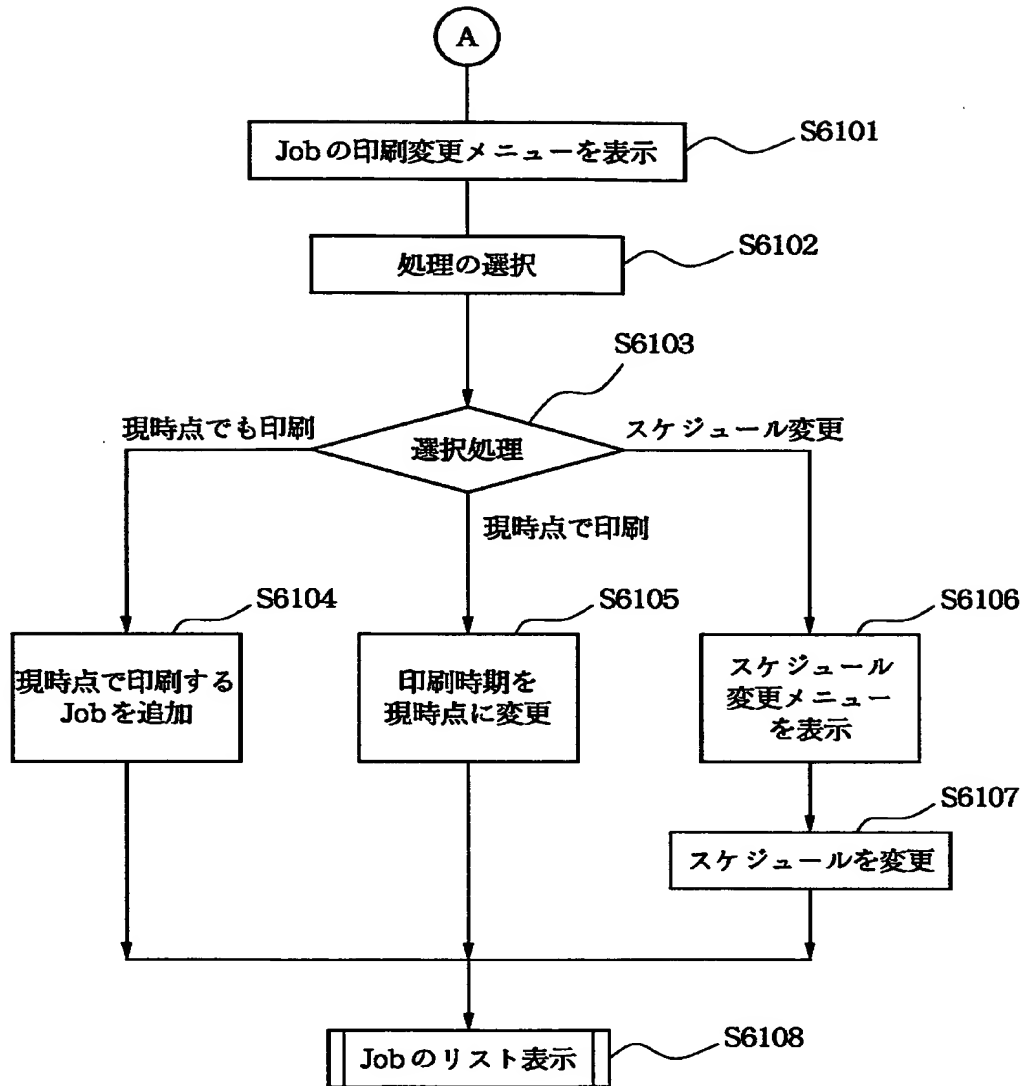 A
Jobの印刷変更メニューを表示
S6101
処理の選択
S6102
S6103
現時点でも印刷
選択処理
スケジュール変更
現時点で印刷
S6104
S6105
S6106
現時点で印刷する
Jobを追加
印刷時期を
現時点に変更
スケジュール
変更メニュー
を表示
S6107
スケジュールを変更
Jobのリスト表示
S6108